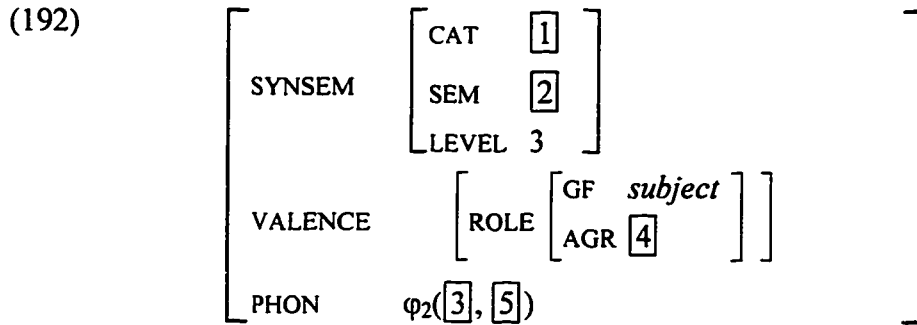 (192)
CAT 1
SYNSEM SEM 2
LEVEL 3
GF subject
VALENCE ROLE
AGR 4
PHON φ2(3, 5)